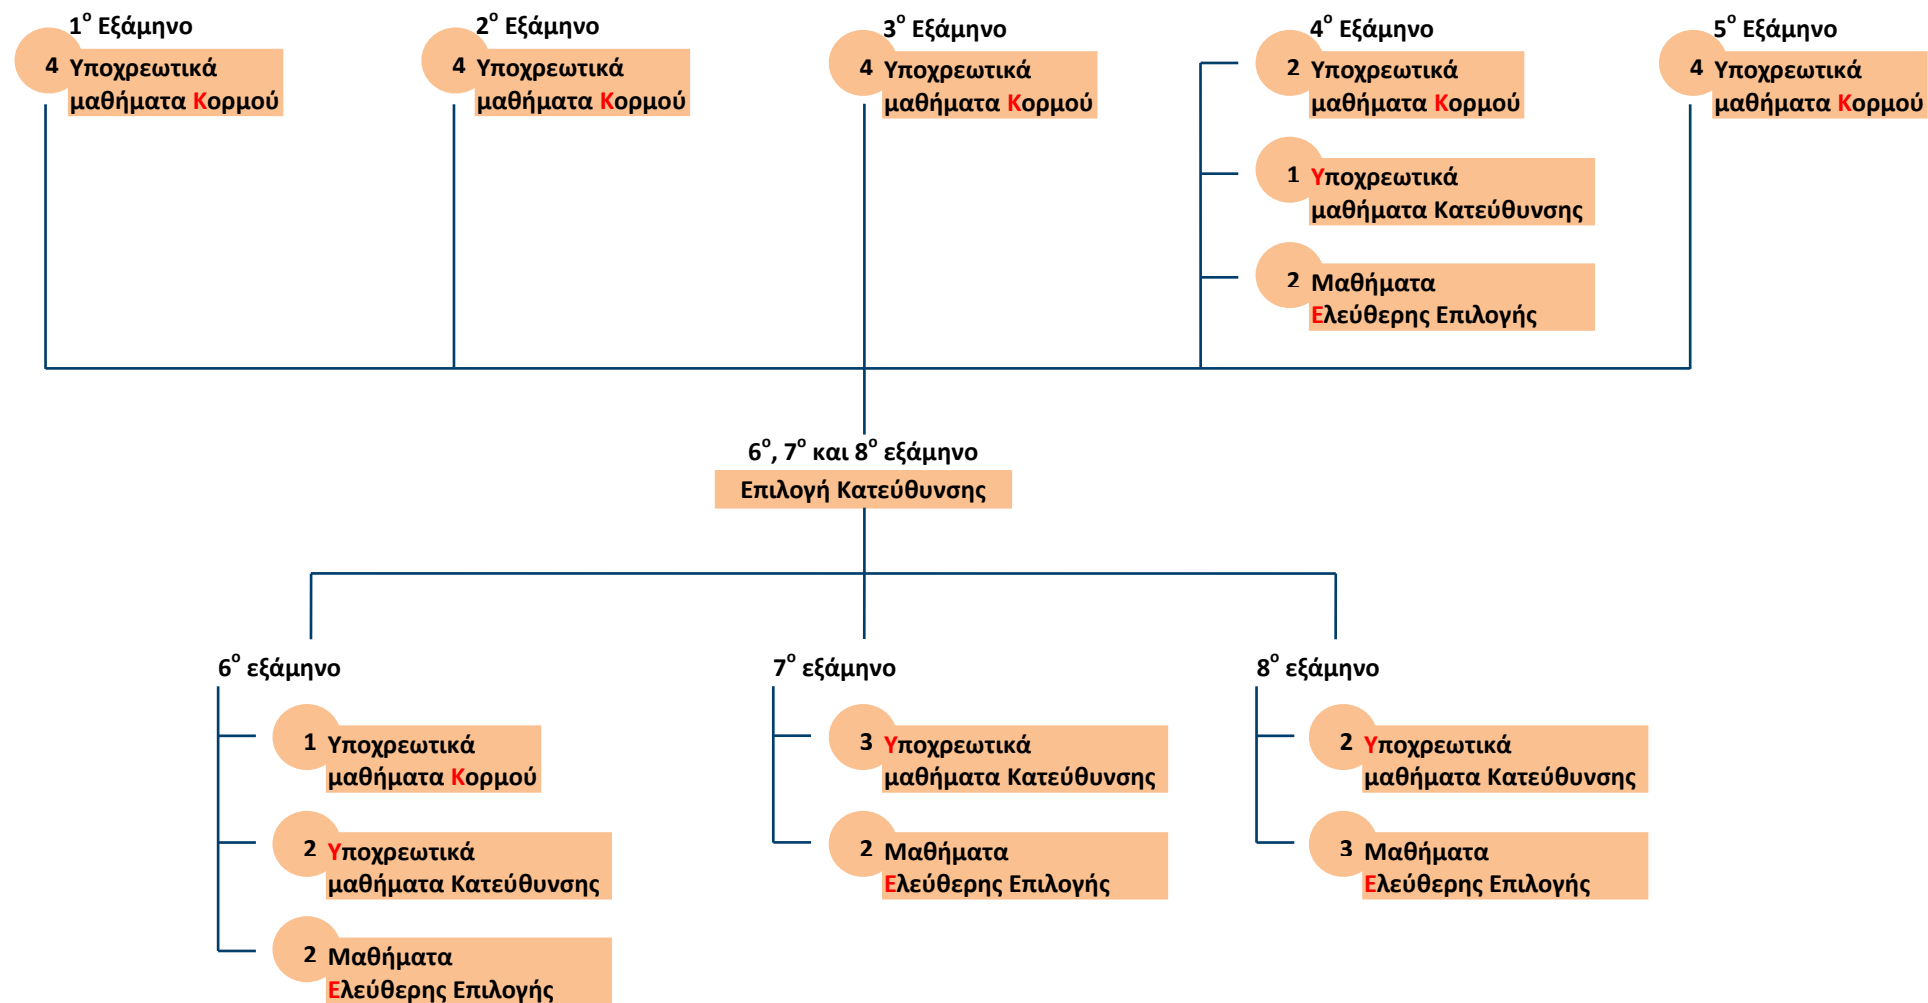 1ο Εξάμηνο
4 Υποχρεωτικά
μαθήματα Κορμού
2ο Εξάμηνο
4 Υποχρεωτικά
μαθήματα Κορμού
3ο Εξάμηνο
4 Υποχρεωτικά
μαθήματα Κορμού
4ο Εξάμηνο
2 Υποχρεωτικά
μαθήματα Κορμού
1 Υποχρεωτικά
μαθήματα Κατεύθυνσης
2 Μαθήματα
Ελεύθερης Επιλογής
5ο Εξάμηνο
4 Υποχρεωτικά
μαθήματα Κορμού
6ο, 7ο και 8ο εξάμηνο
Επιλογή Κατεύθυνσης
6ο εξάμηνο
1 Υποχρεωτικά
μαθήματα Κορμού
2 Υποχρεωτικά
μαθήματα Κατεύθυνσης
2 Μαθήματα
Ελεύθερης Επιλογής
7ο εξάμηνο
3 Υποχρεωτικά
μαθήματα Κατεύθυνσης
2 Μαθήματα
Ελεύθερης Επιλογής
8ο εξάμηνο
2 Υποχρεωτικά
μαθήματα Κατεύθυνσης
3 Μαθήματα
Ελεύθερης Επιλογής